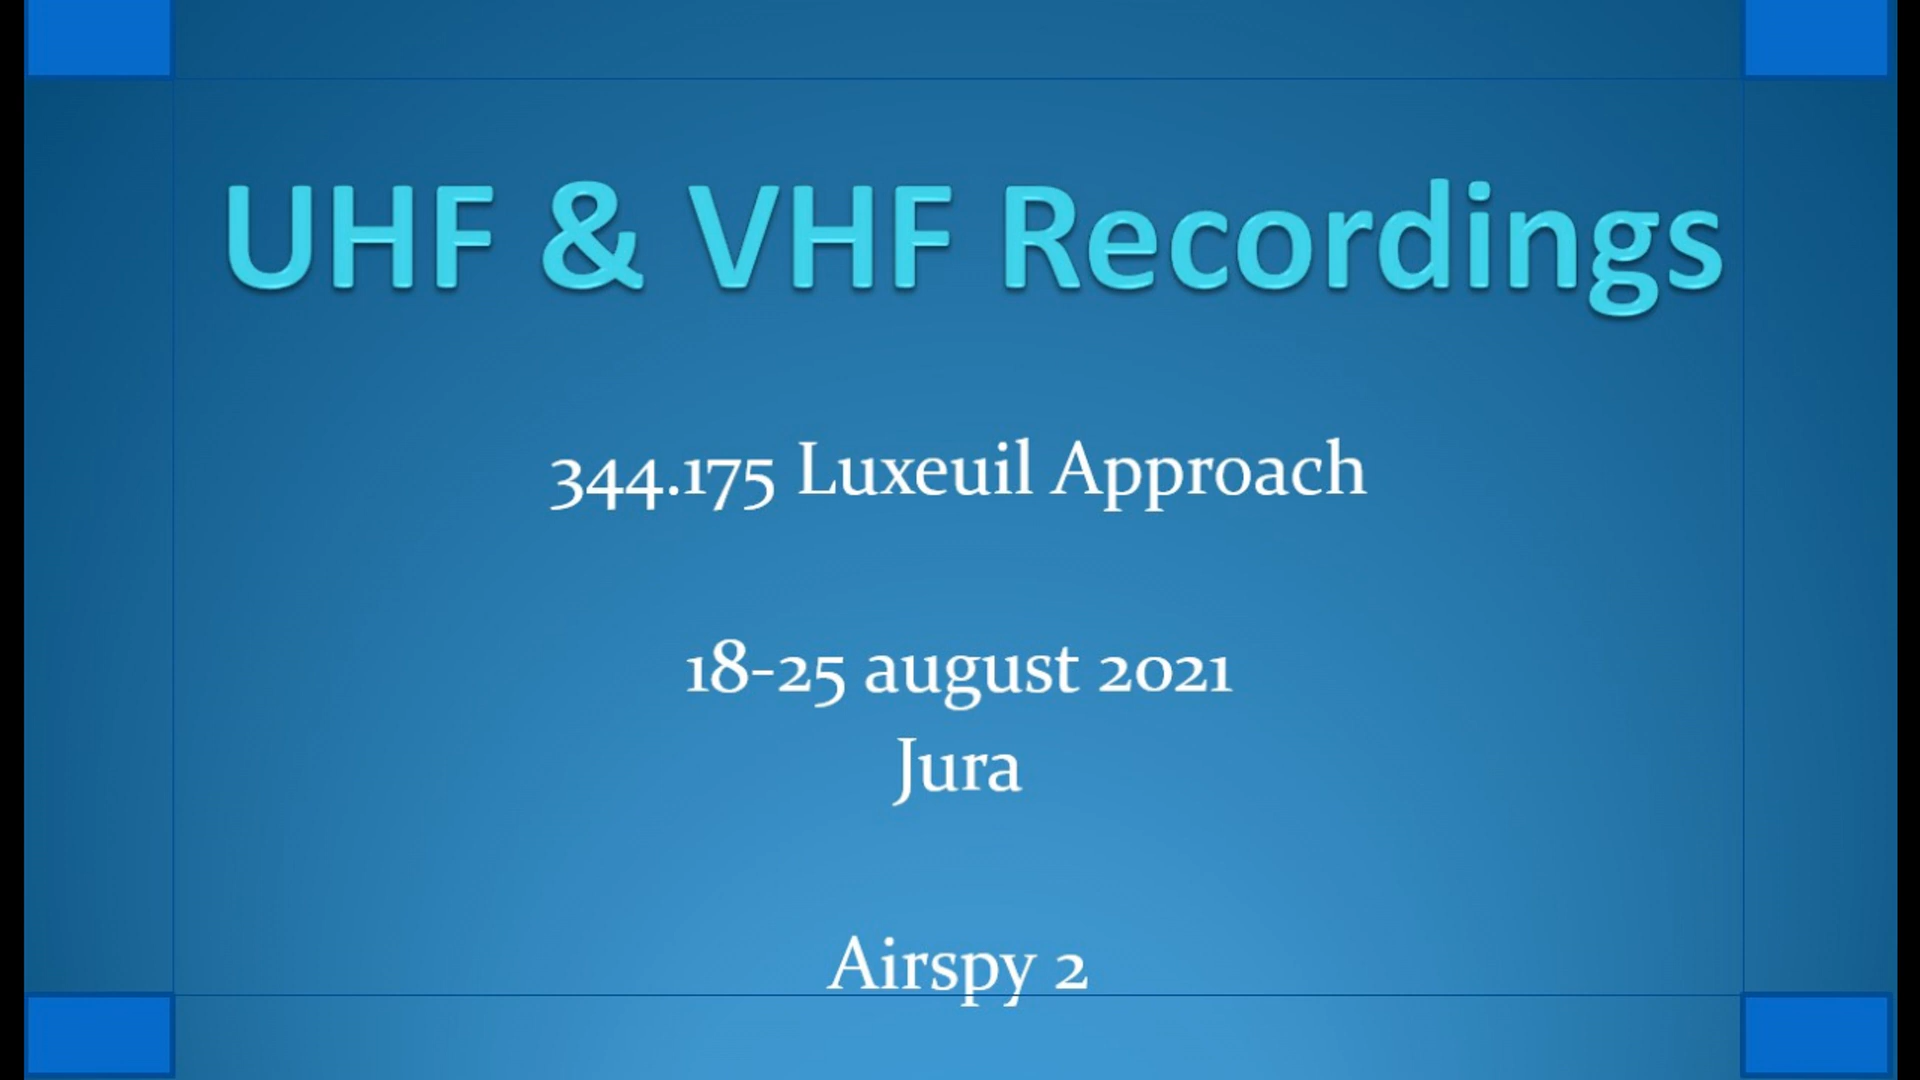 UHF & VHF Recordings
344.175 Luxeuil Approach
18-25 august 2021
Jura
Airspy 2